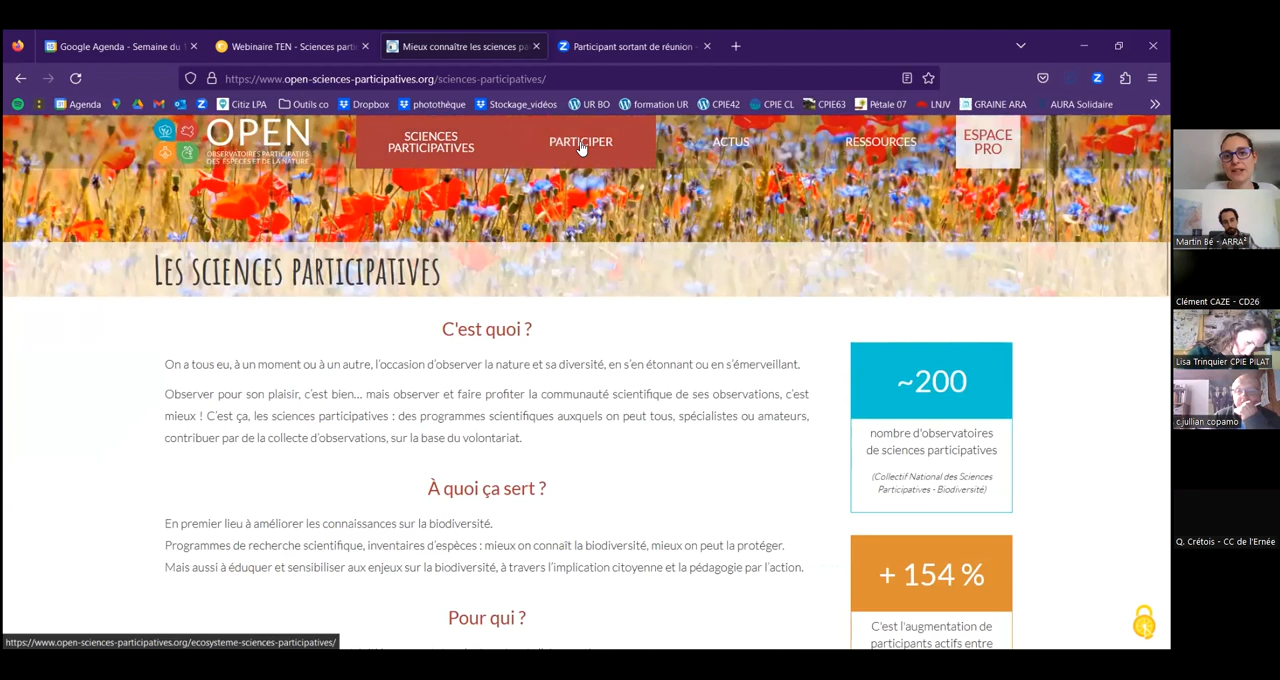 Google Agenda - Semaine du 1
Webinaire TEN - Sciences parti
Mieux connaître les sciences pa
Participant sortant de réunion -
https://www.open-sciences-participatives.org/sciences-participatives/
Agenda
Citiz LPA
Outils co
Dropbox
photothèque
Stockage_vidéos
UR BO
formation UR
CPIE42
CPIE CL
CPIE63
Pétale 07
LNJV
GRAINE ARA
AURA Solidaire
OPEN
OBSERVATOIRES PARTICIPATIFS
DES ESPÈCES ET DE LA NATURE
SCIENCES
PARTICIPATIVES
PARTICIPER
ACTUS
RESSOURCES
ESPACE
PRO
Les sciences participatives
C'est quoi ?
On a tous eu, à un moment ou à un autre, l'occasion d'observer la nature et sa diversité, en s'en étonnant ou en s'émerveillant.
Observer pour son plaisir, c'est bien... mais observer et faire profiter la communauté scientifique de ses observations, c'est
mieux ! C'est ça, les sciences participatives : des programmes scientifiques auxquels on peut tous, spécialistes ou amateurs,
contribuer par de la collecte d'observations, sur la base du volontariat.
À quoi ça sert ?
En premier lieu à améliorer les connaissances sur la biodiversité.
Programmes de recherche scientifique, inventaires d'espèces : mieux on connaît la biodiversité, mieux on peut la protéger.
Mais aussi à éduquer et sensibiliser aux enjeux sur la biodiversité, à travers l'implication citoyenne et la pédagogie par l'action.
Pour qui ?
~200
nombre d'observatoires
de sciences participatives
(Collectif National des Sciences
Participatives - Biodiversité)
+ 154 %
C'est l'augmentation de
participants actifs entre
https://www.open-sciences-participatives.org/ecosysteme-sciences-participatives/
Martin Bé - ARRA²
Clément CAZE - CD26
Lisa Trinquier CPIE PILAT
c.jullian copamo
Q. Crétois - CC de l'Ernée